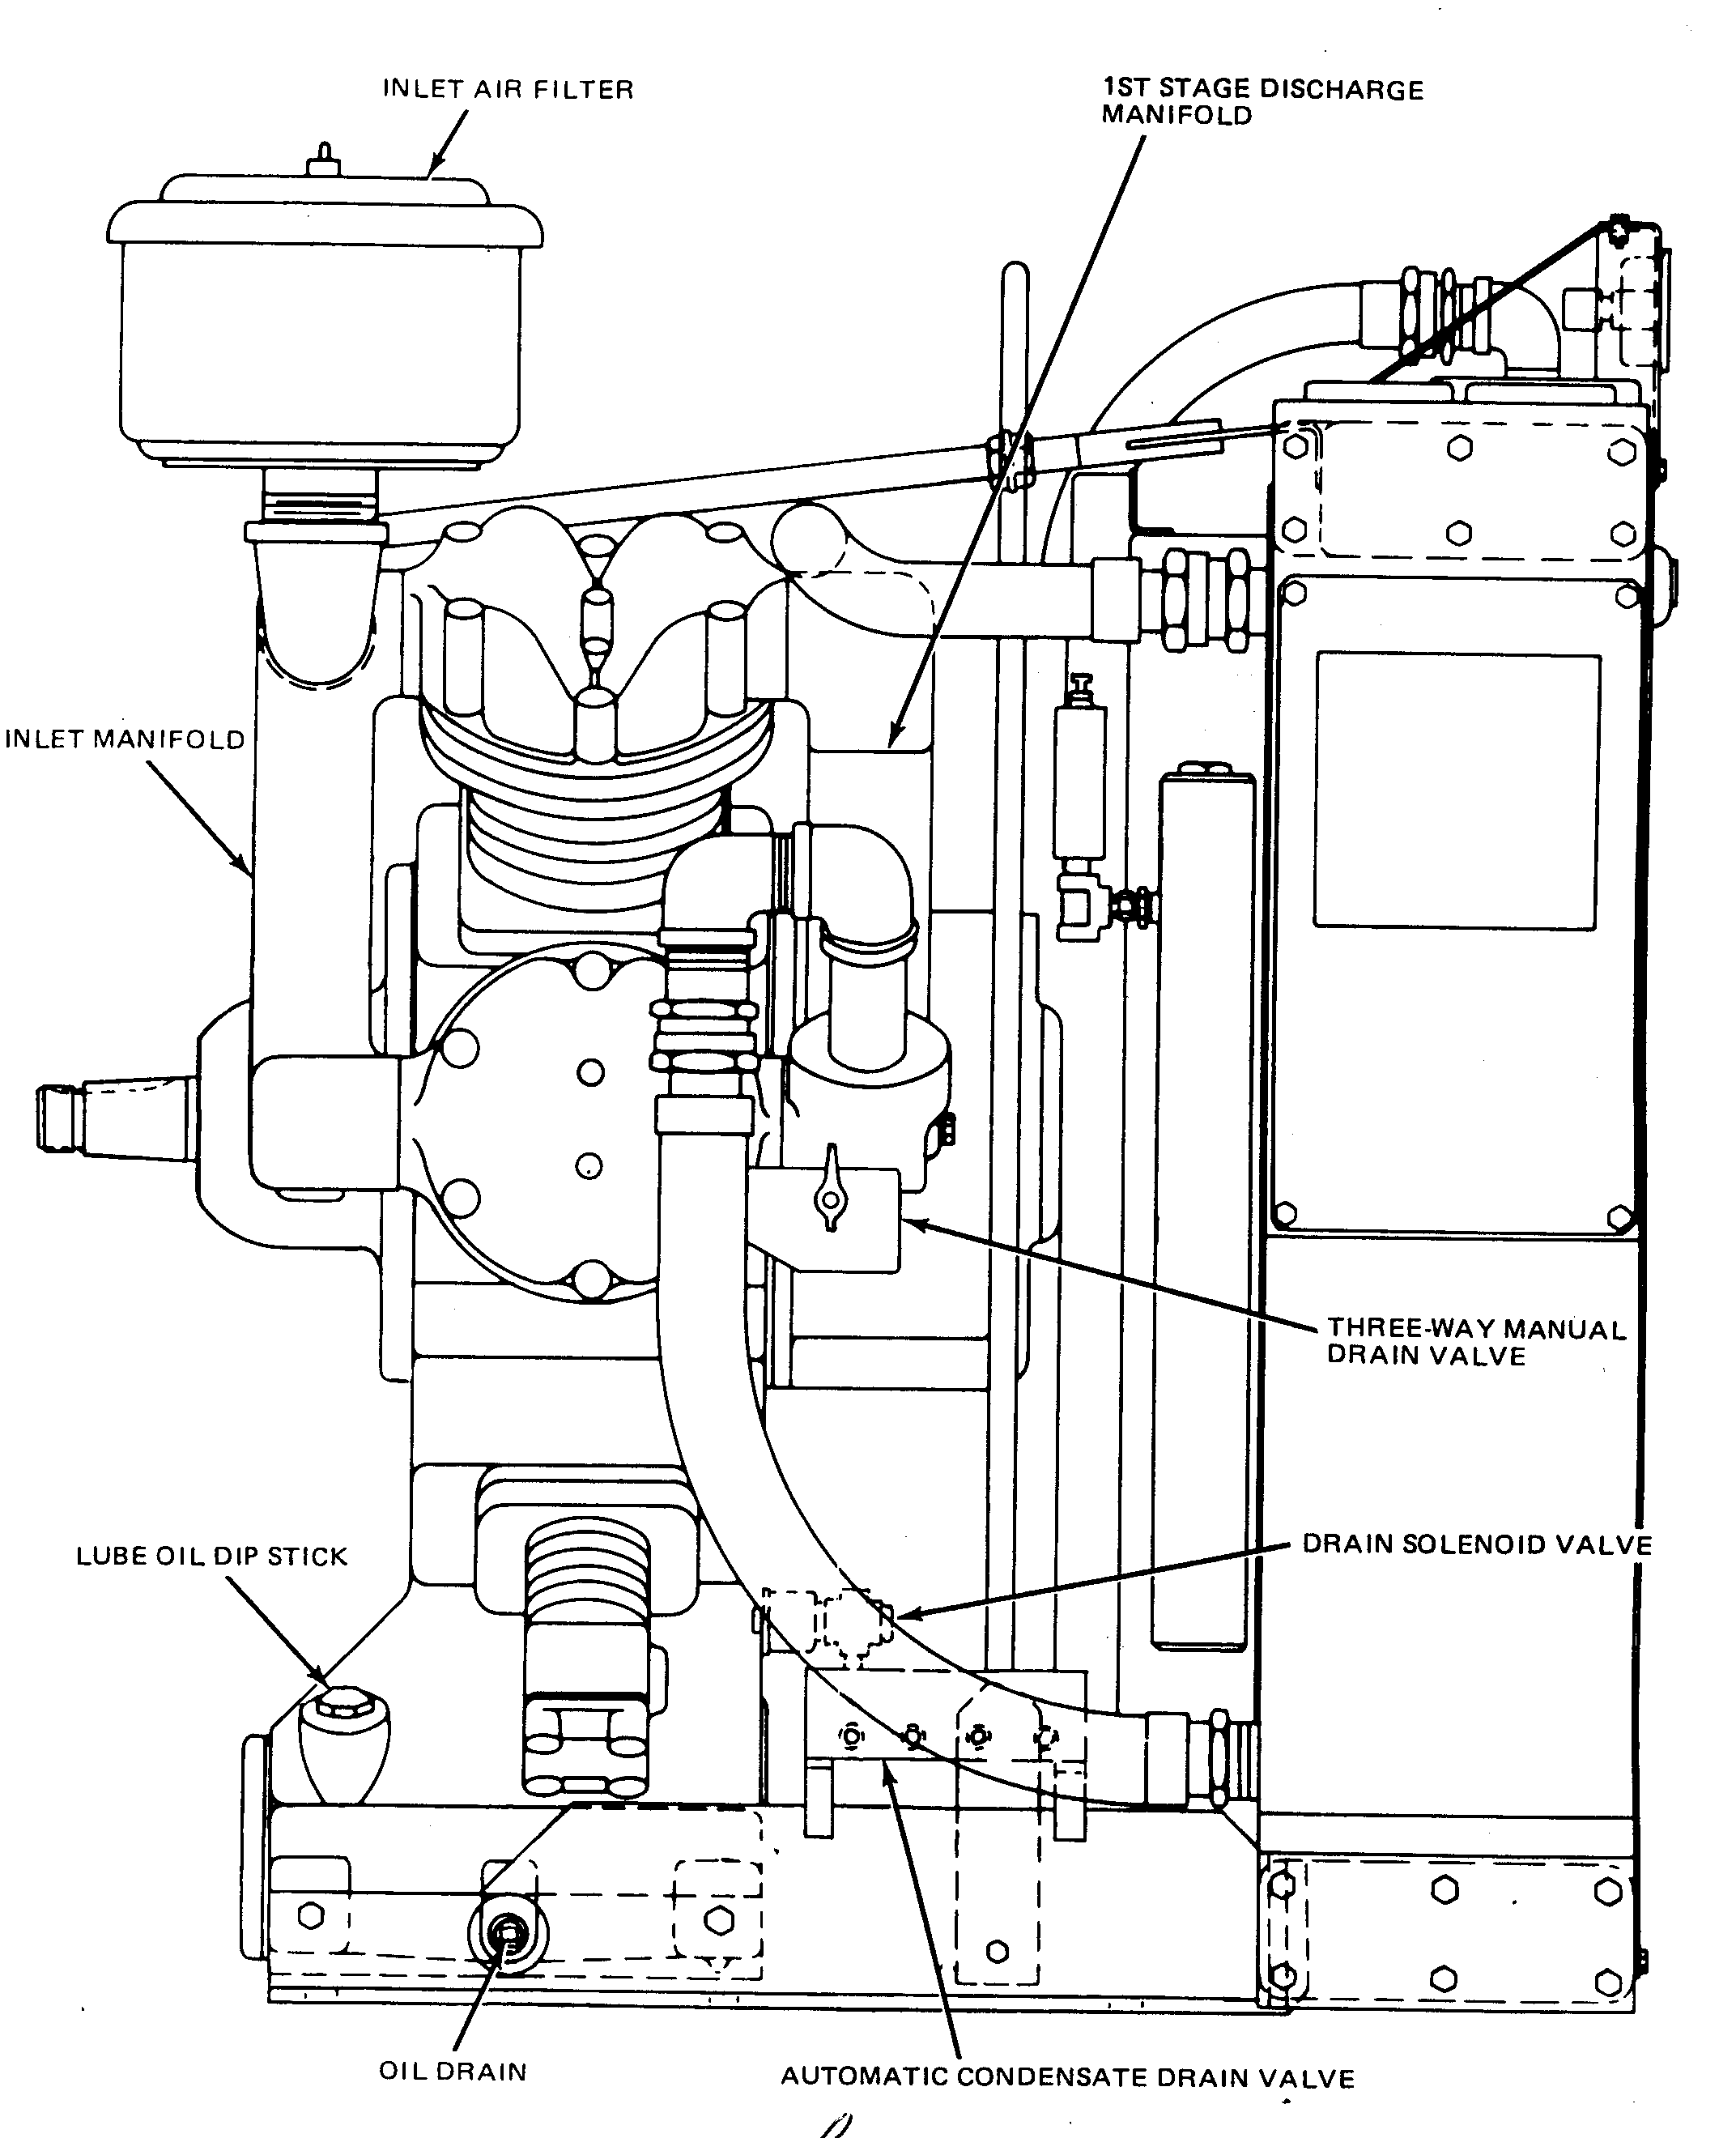 INLET AIR FILTER
1ST STAGE DISCHARGE
MANIFOLD
INLET MANIFOLD
THREE-WAY MANUAL
DRAIN VALVE
DRAIN SOLENOID VALVE
LUBE OIL DIP STICK
OIL DRAIN
AUTOMATIC CONDENSATE DRAIN VALVE